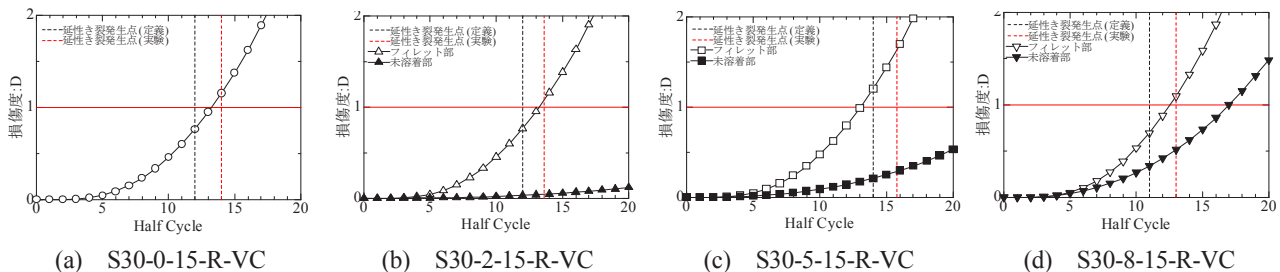 2
1
0
0 5 10 15 20
損傷度:D
Half Cycle
延性き裂発生点(定義)
延性き裂発生点(実験)
(a) S30-0-15-R-VC
2
1
0
0 5 10 15 20
損傷度:D
Half Cycle
延性き裂発生点(定義)
延性き裂発生点(実験)
フィレット部
未溶着部
(b) S30-2-15-R-VC
2
1
0
0 5 10 15 20
損傷度:D
Half Cycle
延性き裂発生点(定義)
延性き裂発生点(実験)
フィレット部
未溶着部
(c) S30-5-15-R-VC
2
1
0
0 5 10 15 20
損傷度:D
Half Cycle
延性き裂発生点(定義)
延性き裂発生点(実験)
フィレット部
未溶着部
(d) S30-8-15-R-VC